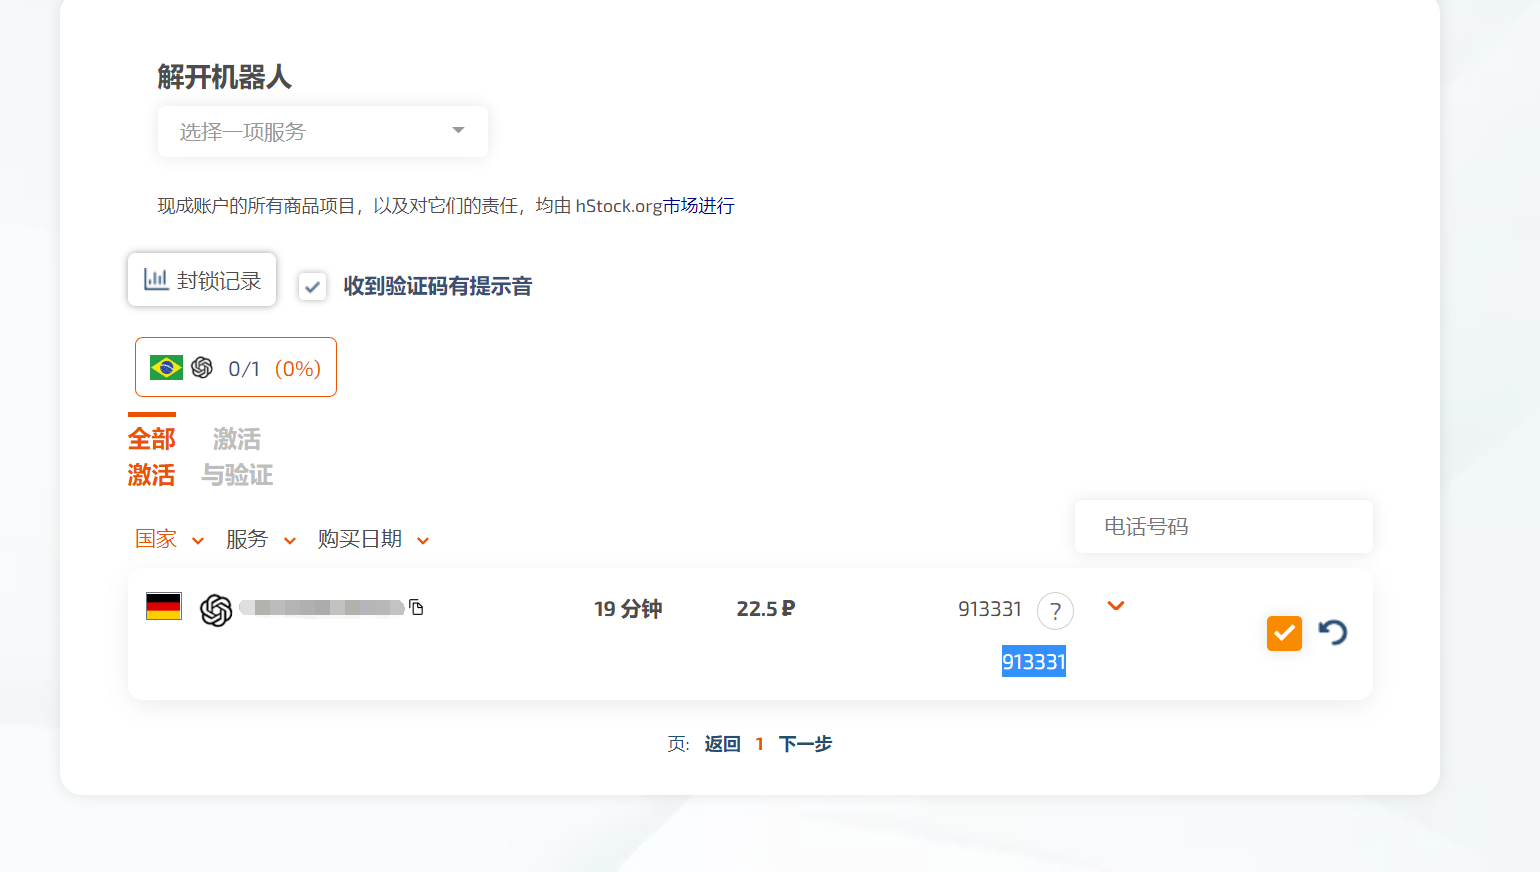 解开机器人
选择一项服务
现成账户的所有商品项目，以及对它们的责任，均由 hStock.org市场进行
封锁记录
收到验证码有提示音
0/1 (0%)
全部 激活
激活 与验证
国家 服务 购买日期
电话号码
19 分钟 22.5 ₽ 913331 ?
913331
页: 返回 1 下一步